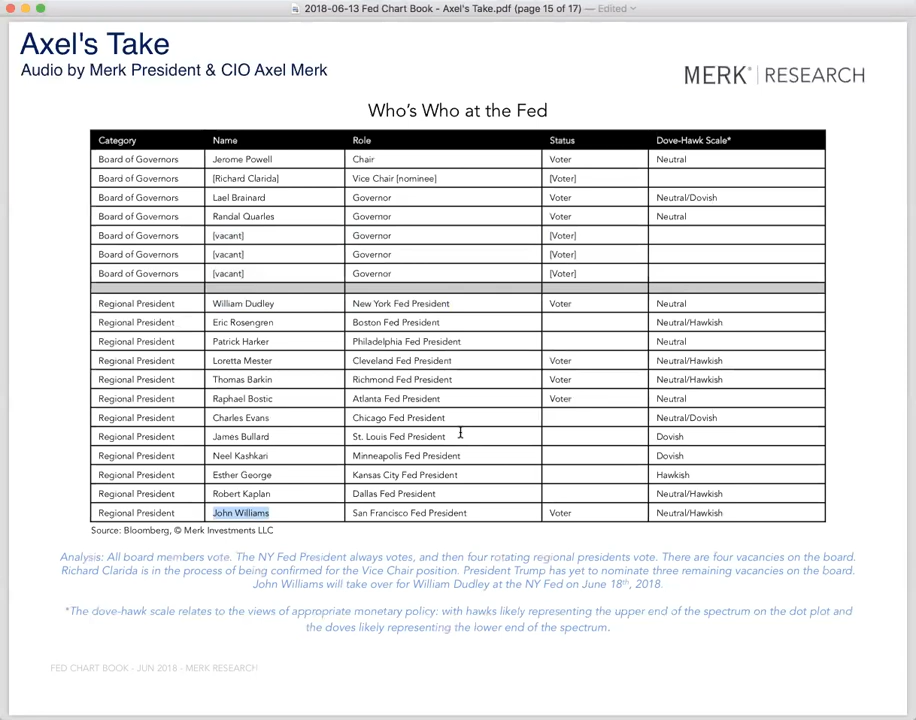 2018-06-13 Fed Chart Book - Axel's Take.pdf (page 15 of 17) — Edited
Axel's Take
Audio by Merk President & CIO Axel Merk
MERK® | RESEARCH
Who's Who at the Fed
Category Name Role Status Dove-Hawk Scale*
Board of Governors Jerome Powell Chair Voter Neutral
Board of Governors [Richard Clarida] Vice Chair [nominee] [Voter]
Board of Governors Lael Brainard Governor Voter Neutral/Dovish
Board of Governors Randal Quarles Governor Voter Neutral
Board of Governors [vacant] Governor [Voter]
Board of Governors [vacant] Governor [Voter]
Board of Governors [vacant] Governor [Voter]
Regional President William Dudley New York Fed President Voter Neutral
Regional President Eric Rosengren Boston Fed President Neutral/Hawkish
Regional President Patrick Harker Philadelphia Fed President Neutral
Regional President Loretta Mester Cleveland Fed President Voter Neutral/Hawkish
Regional President Thomas Barkin Richmond Fed President Voter Neutral/Hawkish
Regional President Raphael Bostic Atlanta Fed President Voter Neutral
Regional President Charles Evans Chicago Fed President Neutral/Dovish
Regional President James Bullard St. Louis Fed President Dovish
Regional President Neel Kashkari Minneapolis Fed President Dovish
Regional President Esther George Kansas City Fed President Hawkish
Regional President Robert Kaplan Dallas Fed President Neutral/Hawkish
Regional President John Williams San Francisco Fed President Voter Neutral/Hawkish
Source: Bloomberg, © Merk Investments LLC
Analysis: All board members vote. The NY Fed President always votes, and then four rotating regional presidents vote. There are four vacancies on the board.
Richard Clarida is in the process of being confirmed for the Vice Chair position. President Trump has yet to nominate three remaining vacancies on the board.
John Williams will take over for William Dudley at the NY Fed on June 18th, 2018.
*The dove-hawk scale relates to the views of appropriate monetary policy: with hawks likely representing the upper end of the spectrum on the dot plot and
the doves likely representing the lower end of the spectrum.
FED CHART BOOK - JUN 2018 - MERK RESEARCH